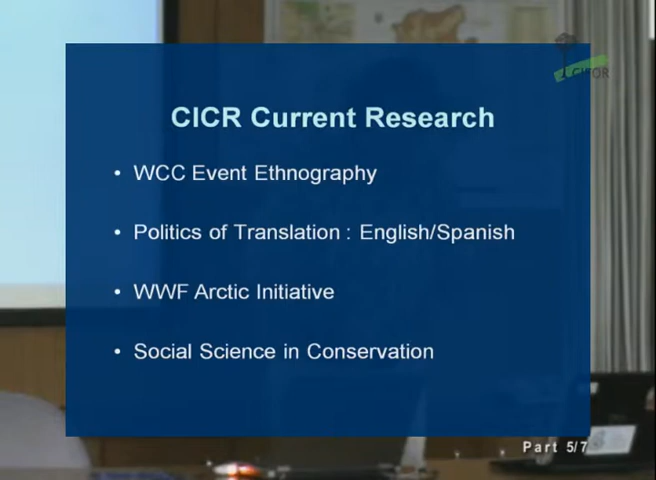 CIFOR
CICR Current Research
• WCC Event Ethnography
• Politics of Translation : English/Spanish
• WWF Arctic Initiative
• Social Science in Conservation
Part 5/7